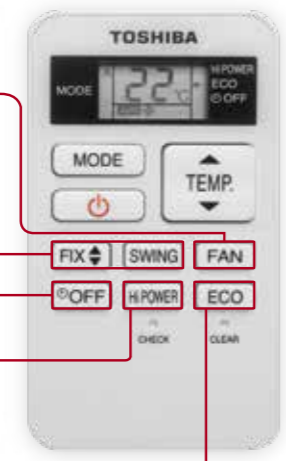 TOSHIBA
Hi POWER
MODE 22 °C ECO
OFF
MODE
TEMP.
FIX SWING FAN
OFF Hi POWER ECO
CHECK CLEAR